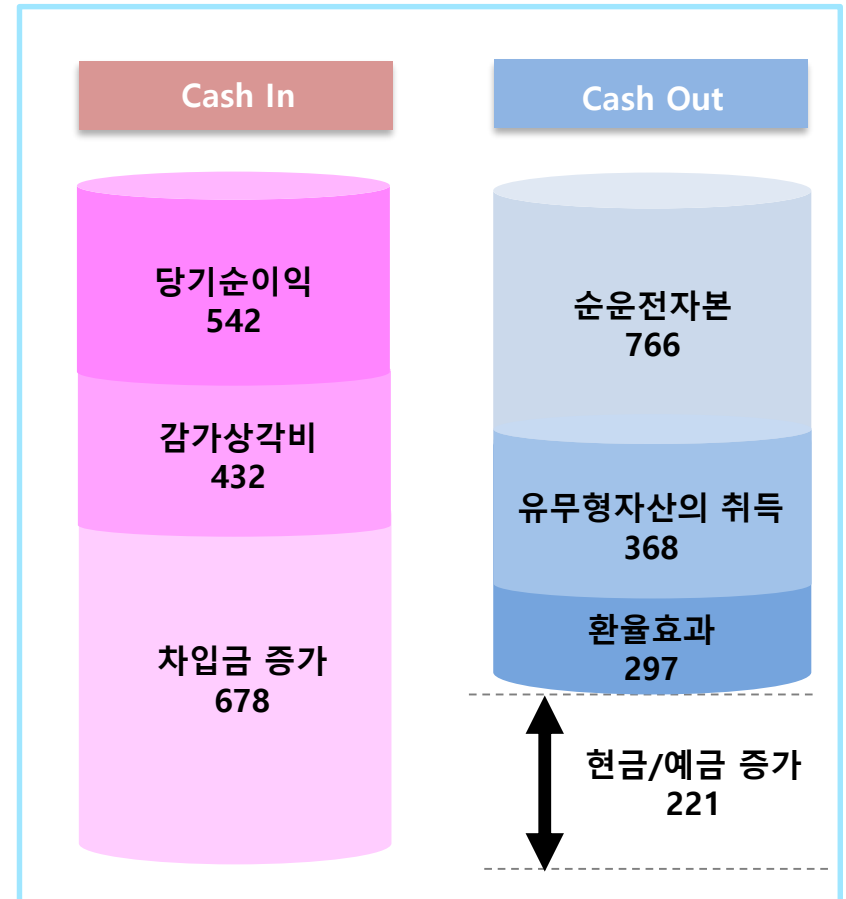 Cash In
당기순이익
542
감가상각비
432
차입금 증가
678
Cash Out
순운전자본
766
유무형자산의 취득
368
환율효과
297
현금/예금 증가
221